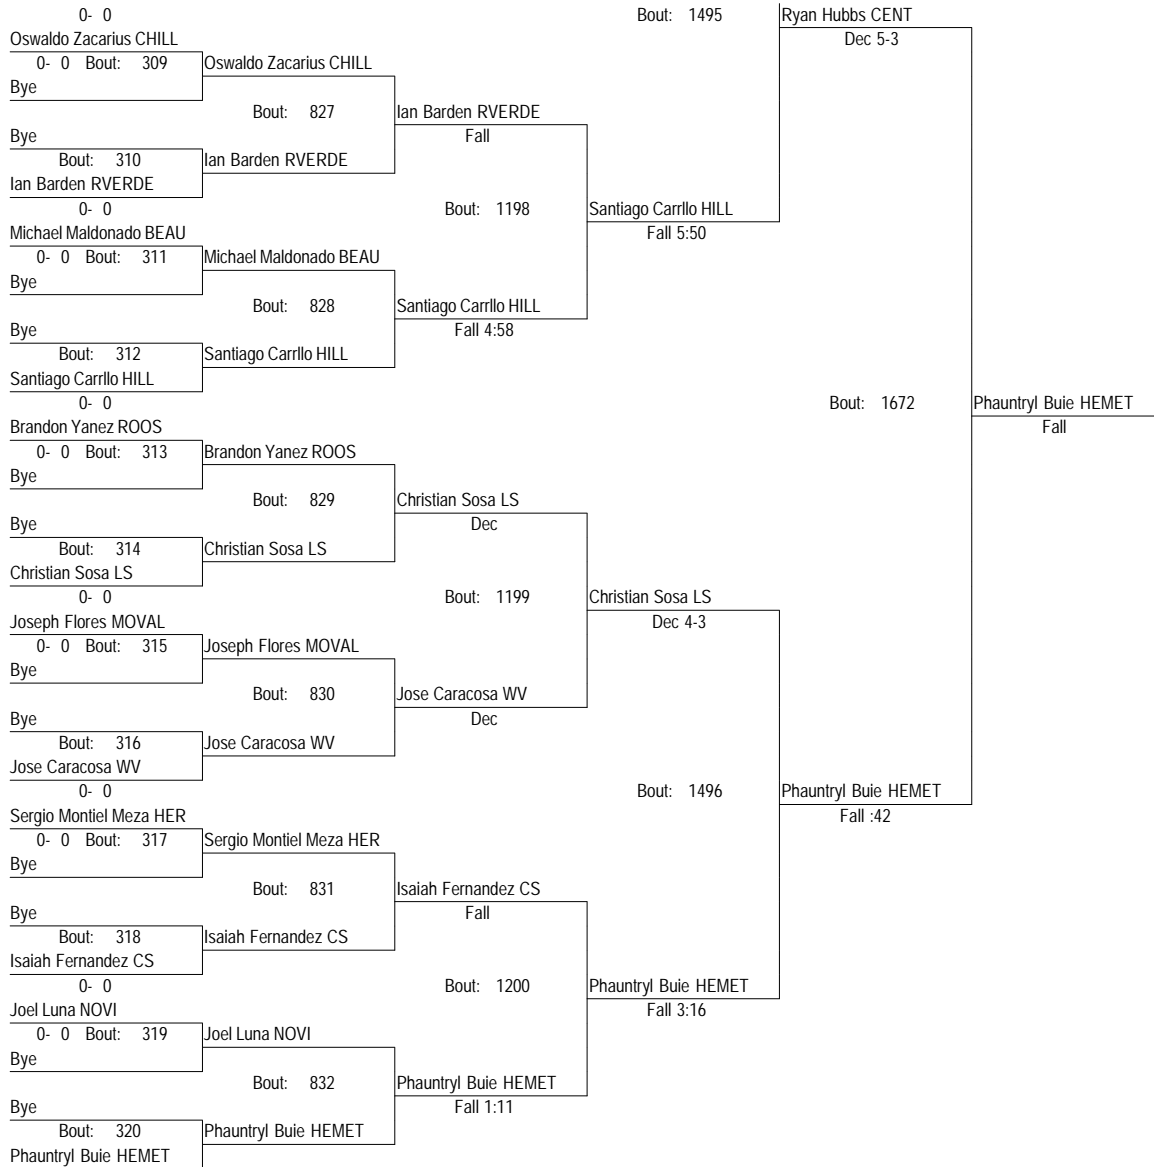 0- 0
Bout: 1495
Ryan Hubbs CENT
Oswaldo Zacarius CHILL
Dec 5-3
0- 0 Bout: 309
Oswaldo Zacarius CHILL
Bye
Bout: 827
Ian Barden RVERDE
Bye
Fall
Bout: 310
Ian Barden RVERDE
Ian Barden RVERDE
0- 0
Bout: 1198
Santiago Carrllo HILL
Michael Maldonado BEAU
Fall 5:50
0- 0 Bout: 311
Michael Maldonado BEAU
Bye
Bout: 828
Santiago Carrllo HILL
Bye
Fall 4:58
Bout: 312
Santiago Carrllo HILL
Santiago Carrllo HILL
0- 0
Bout: 1672
Phauntryl Buie HEMET
Brandon Yanez ROOS
Fall
0- 0 Bout: 313
Brandon Yanez ROOS
Bye
Bout: 829
Christian Sosa LS
Bye
Dec
Bout: 314
Christian Sosa LS
Christian Sosa LS
0- 0
Bout: 1199
Christian Sosa LS
Joseph Flores MOVAL
Dec 4-3
0- 0 Bout: 315
Joseph Flores MOVAL
Bye
Bout: 830
Jose Caracosa WV
Bye
Dec
Bout: 316
Jose Caracosa WV
Jose Caracosa WV
0- 0
Bout: 1496
Phauntryl Buie HEMET
Sergio Montiel Meza HER
Fall :42
0- 0 Bout: 317
Sergio Montiel Meza HER
Bye
Bout: 831
Isaiah Fernandez CS
Bye
Fall
Bout: 318
Isaiah Fernandez CS
Isaiah Fernandez CS
0- 0
Bout: 1200
Phauntryl Buie HEMET
Joel Luna NOVI
Fall 3:16
0- 0 Bout: 319
Joel Luna NOVI
Bye
Bout: 832
Phauntryl Buie HEMET
Bye
Fall 1:11
Bout: 320
Phauntryl Buie HEMET
Phauntryl Buie HEMET